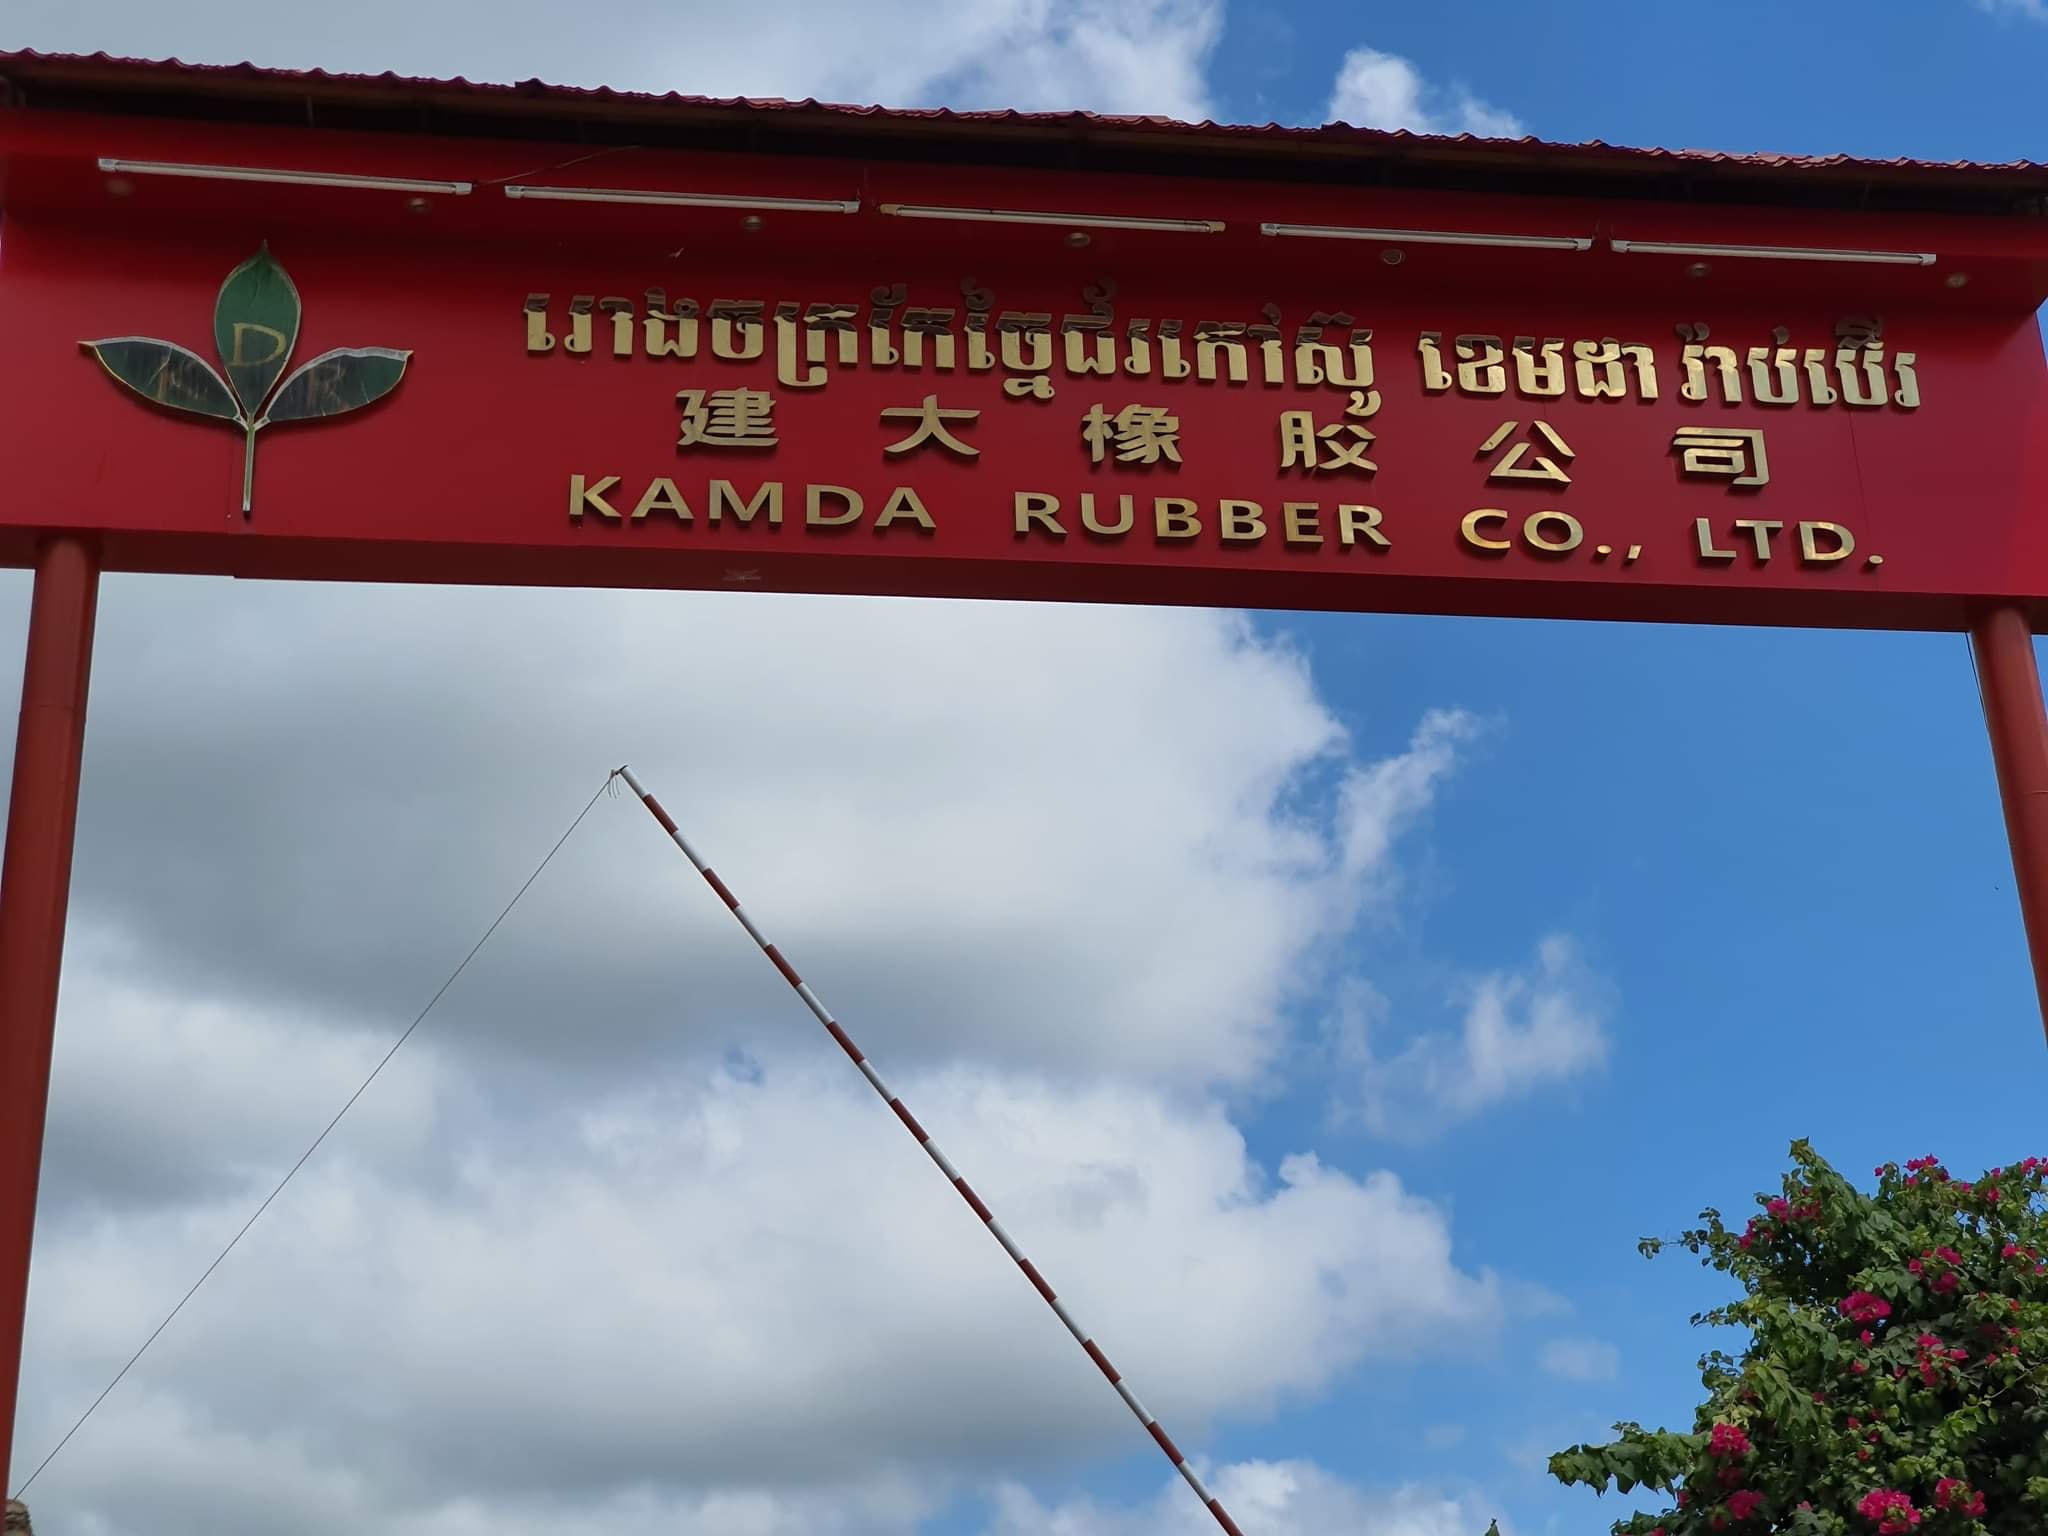 រោងចក្រកែច្នៃជ័រកៅស៊ូ ខេមដា រ៉ាប់បើរ
建大橡胶公司
KAMDA RUBBER CO., LTD.
K D R